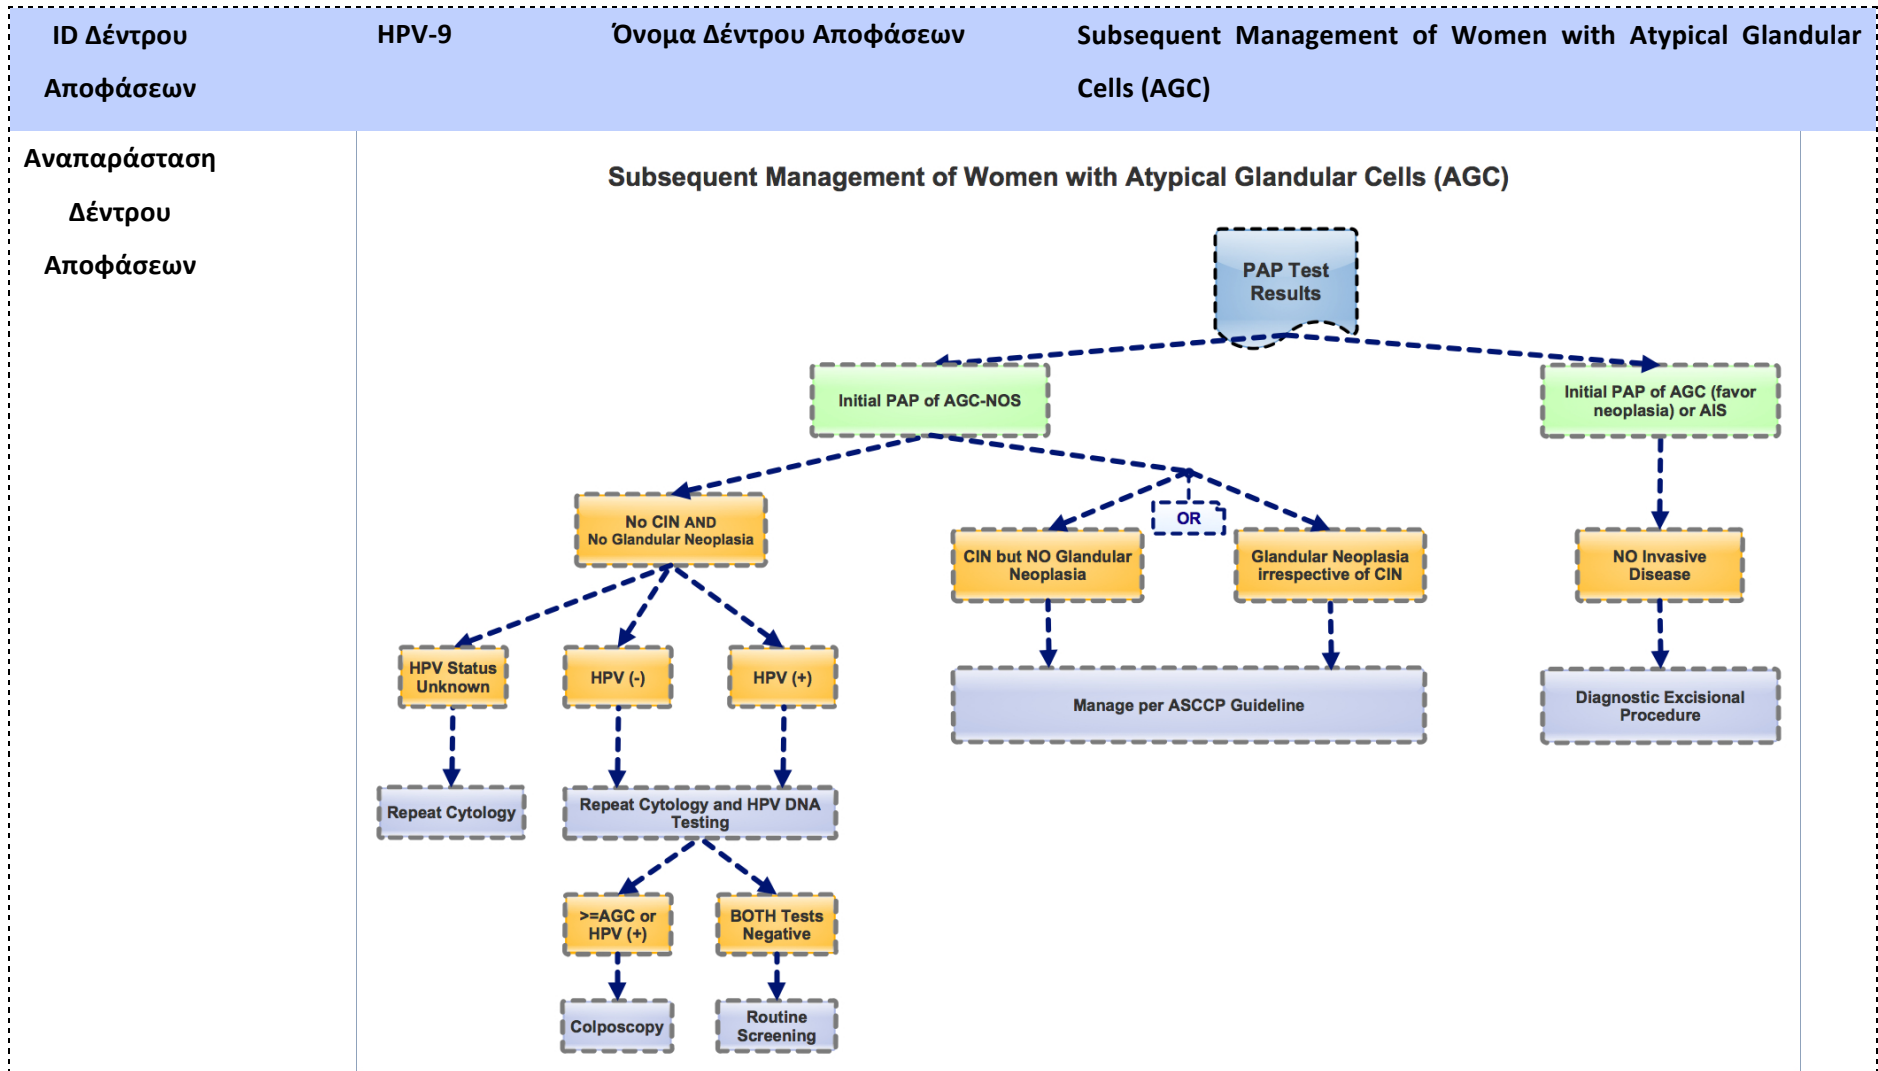 ID Δέντρου
Αποφάσεων
HPV-9
Όνομα Δέντρου Αποφάσεων
Subsequent Management of Women with Atypical Glandular
Cells (AGC)
Αναπαράσταση
Δέντρου
Αποφάσεων
Subsequent Management of Women with Atypical Glandular Cells (AGC)
PAP Test
Results
Initial PAP of AGC-NOS
Initial PAP of AGC (favor
neoplasia) or AIS
No CIN AND
No Glandular Neoplasia
OR
CIN but NO Glandular
Neoplasia
Glandular Neoplasia
irrespective of CIN
NO Invasive
Disease
HPV Status
Unknown
HPV (-)
HPV (+)
Manage per ASCCP Guideline
Diagnostic Excisional
Procedure
Repeat Cytology
Repeat Cytology and HPV DNA
Testing
>=AGC or
HPV (+)
BOTH Tests
Negative
Colposcopy
Routine
Screening